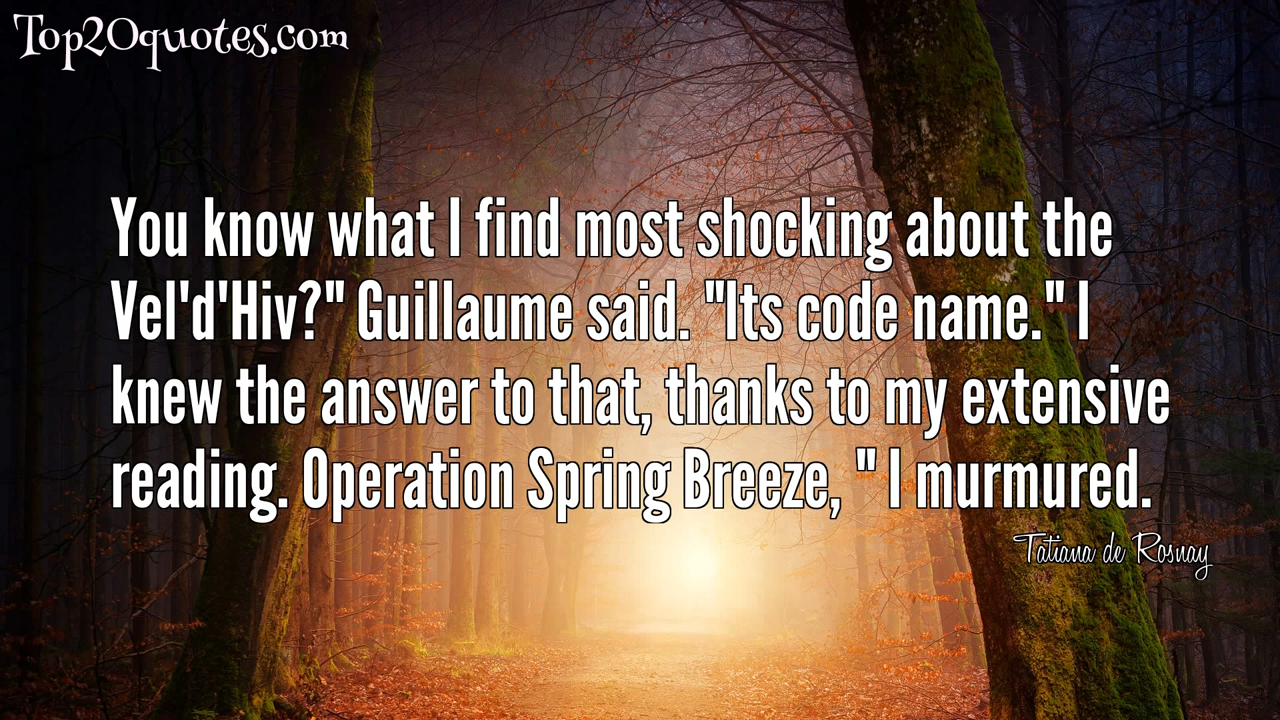 Top20quotes.com
You know what I find most shocking about the
Vel'd'Hiv?" Guillaume said. "Its code name." I
knew the answer to that, thanks to my extensive
reading. Operation Spring Breeze, " I murmured.
Tatiana de Rosnay